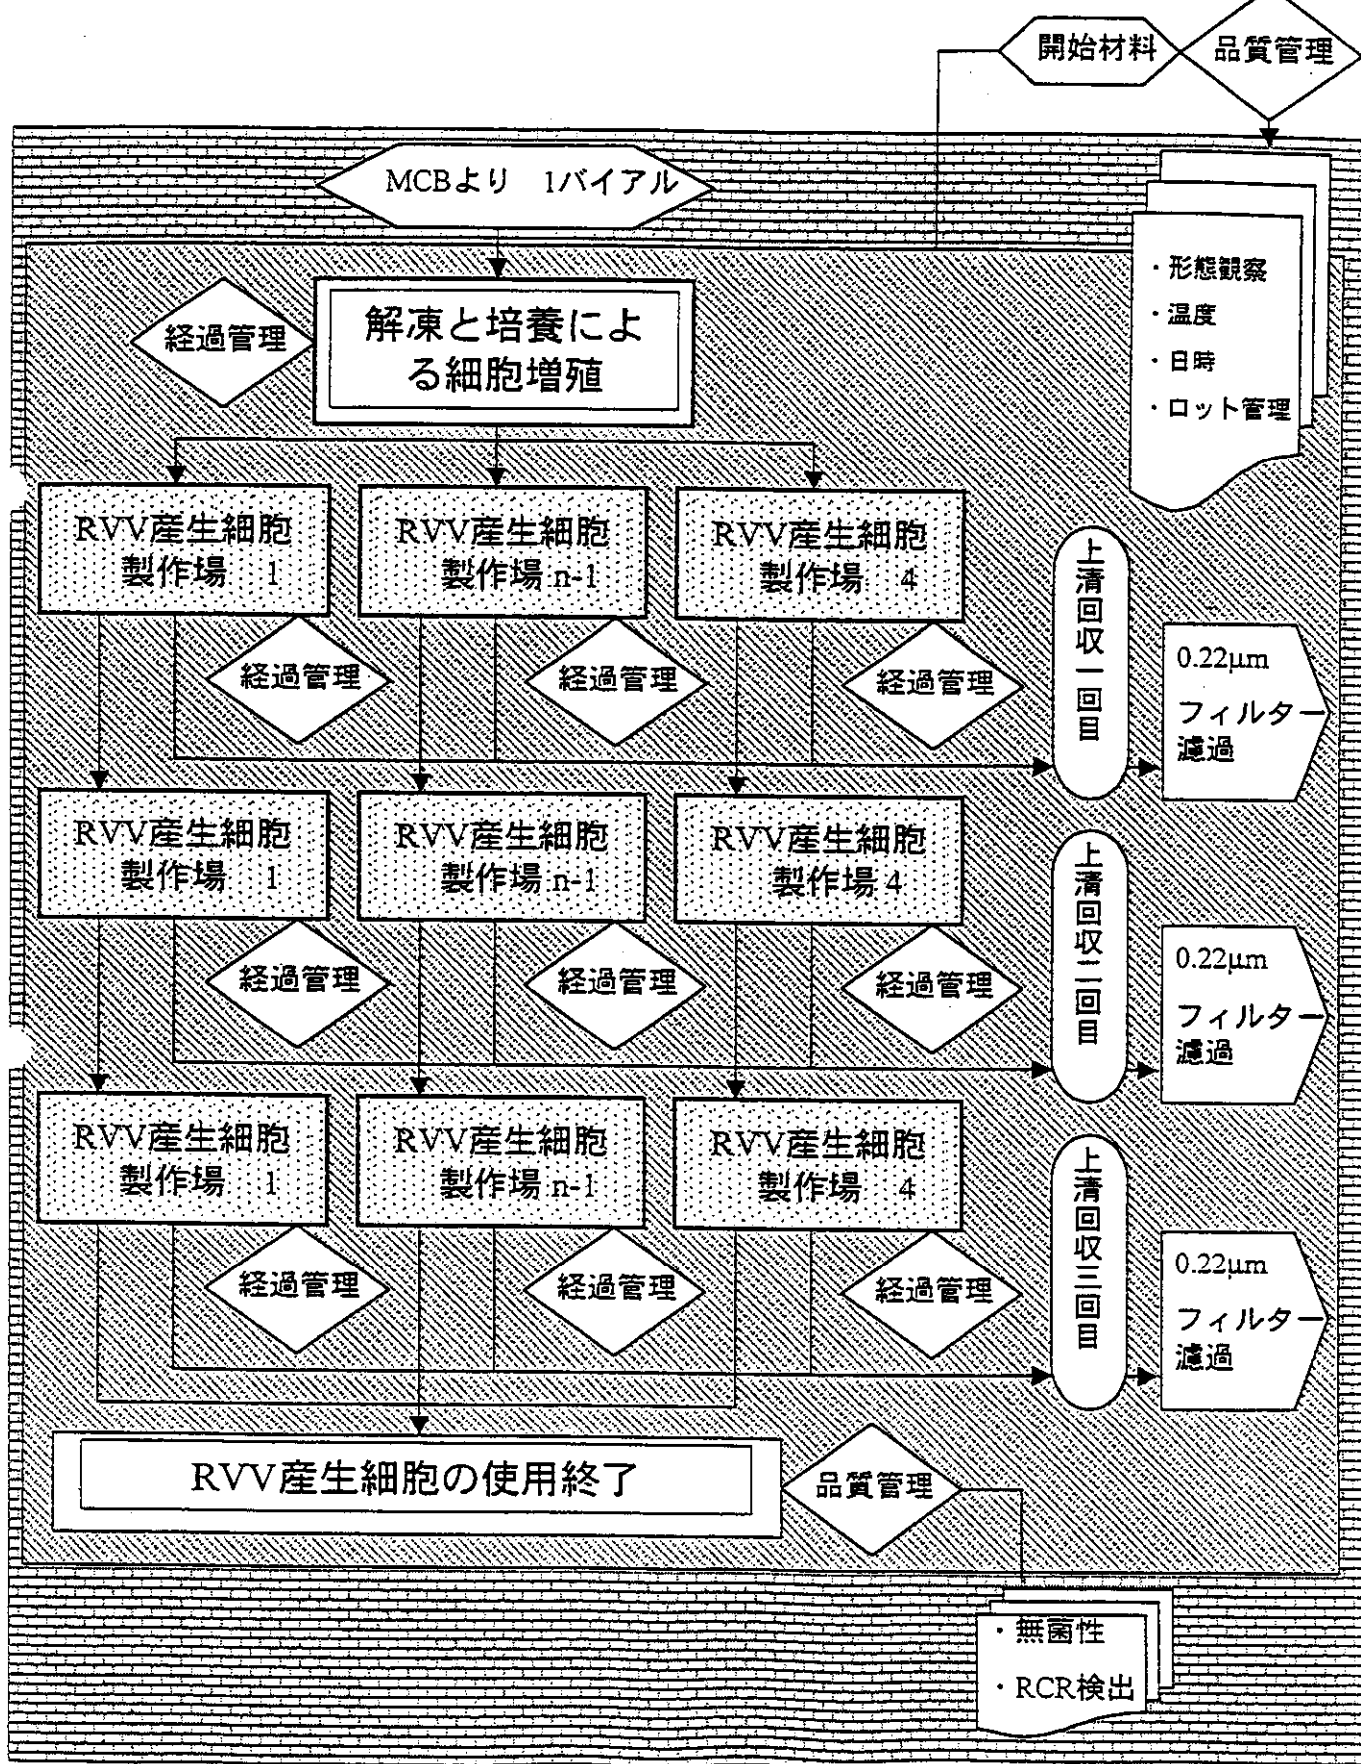 開始材料
品質管理
MCBより 1バイアル
・形態観察
・温度
・日時
・ロット管理
経過管理
解凍と培養によ
る細胞増殖
RVV産生細胞
製作場 1
RVV産生細胞
製作場 n-1
RVV産生細胞
製作場 4
経過管理
経過管理
経過管理
上清回収一回目
0.22μm
フィルター
濾過
RVV産生細胞
製作場 1
RVV産生細胞
製作場 n-1
RVV産生細胞
製作場 4
経過管理
経過管理
経過管理
上清回収二回目
0.22μm
フィルター
濾過
RVV産生細胞
製作場 1
RVV産生細胞
製作場 n-1
RVV産生細胞
製作場 4
経過管理
経過管理
経過管理
上清回収三回目
0.22μm
フィルター
濾過
RVV産生細胞の使用終了
品質管理
・無菌性
・RCR検出